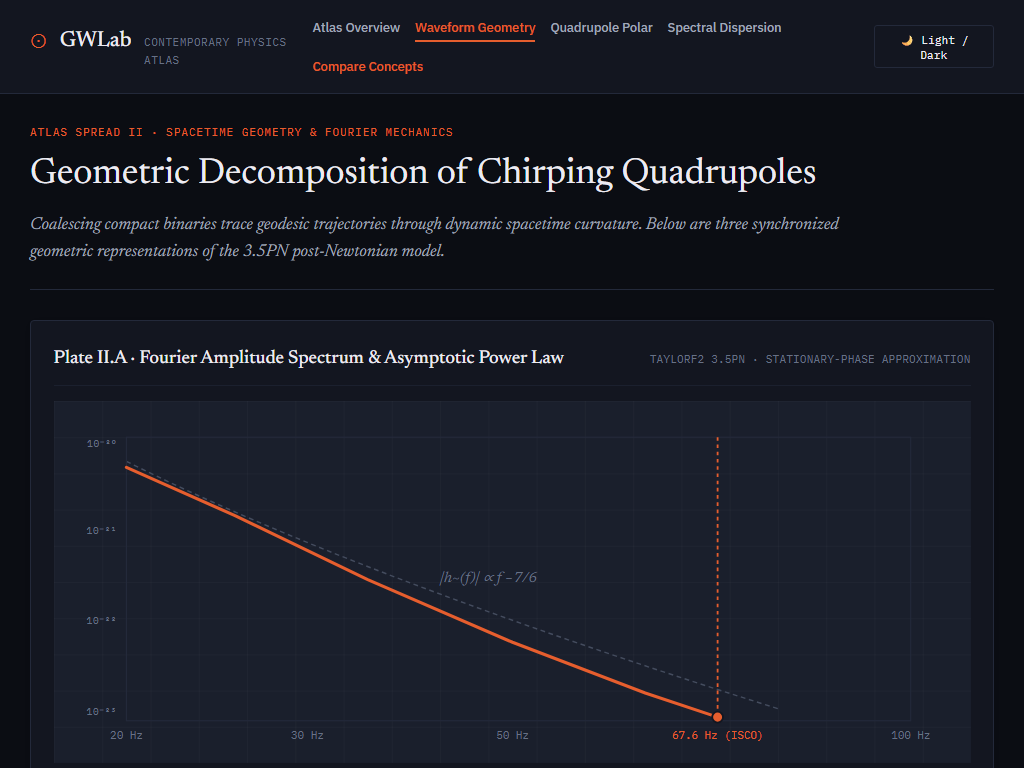 GWLab
CONTEMPORARY PHYSICS
ATLAS
Atlas Overview
Waveform Geometry
Quadrupole Polar
Spectral Dispersion
Compare Concepts
🌙 Light /
Dark
ATLAS SPREAD II · SPACETIME GEOMETRY & FOURIER MECHANICS
Geometric Decomposition of Chirping Quadrupoles
Coalescing compact binaries trace geodesic trajectories through dynamic spacetime curvature. Below are three synchronized
geometric representations of the 3.5PN post-Newtonian model.
Plate II.A · Fourier Amplitude Spectrum & Asymptotic Power Law
TAYLORF2 3.5PN · STATIONARY-PHASE APPROXIMATION
10⁻²⁰
10⁻²¹
|h~(f)| ∝ f −7/6
10⁻²²
10⁻²³
20 Hz
30 Hz
50 Hz
67.6 Hz (ISCO)
100 Hz